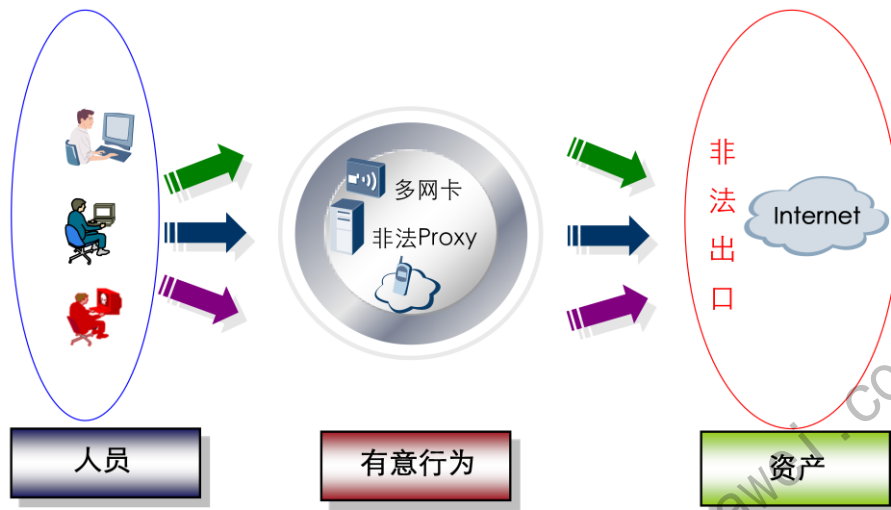 多网卡
非法Proxy
非法出口
Internet
人员
有意行为
资产